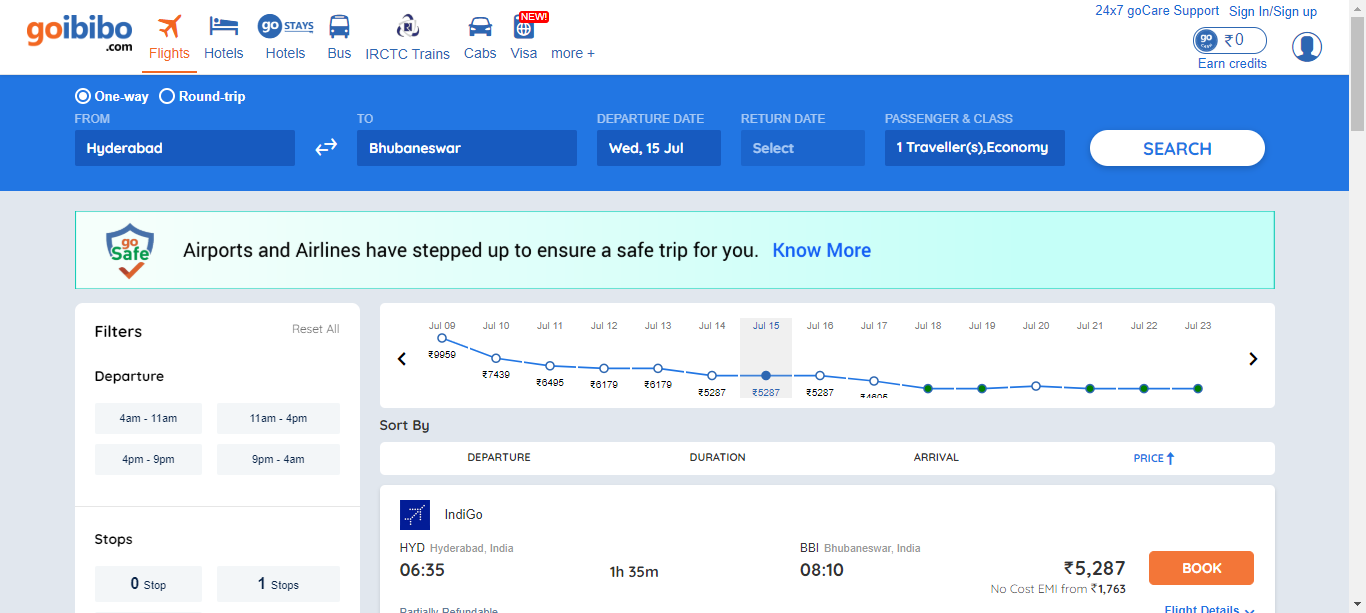 24x7 goCare Support Sign In/Sign up
goibibo.com
Flights
Hotels
go STAYS
Hotels
Bus
IRCTC Trains
Cabs
NEW!
Visa
more +
go cash ₹0
Earn credits
One-way Round-trip
FROM TO DEPARTURE DATE RETURN DATE PASSENGER & CLASS
Hyderabad Bhubaneswar Wed, 15 Jul Select 1 Traveller(s),Economy SEARCH
go Safe
Airports and Airlines have stepped up to ensure a safe trip for you. Know More
Filters Reset All
Departure
4am - 11am 11am - 4pm
4pm - 9pm 9pm - 4am
Stops
0 Stop 1 Stops
Jul 09 Jul 10 Jul 11 Jul 12 Jul 13 Jul 14 Jul 15 Jul 16 Jul 17 Jul 18 Jul 19 Jul 20 Jul 21 Jul 22 Jul 23
₹9959 ₹7439 ₹6495 ₹6179 ₹6179 ₹5287 ₹5287 ₹5287
Sort By
DEPARTURE DURATION ARRIVAL PRICE
IndiGo
HYD Hyderabad, India BBI Bhubaneswar, India
06:35 1h 35m 08:10 ₹5,287 BOOK
No Cost EMI from ₹1,763
Partially Refundable Flight Details